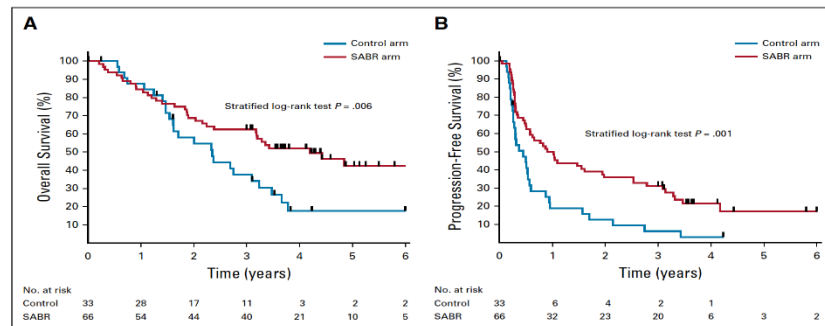 A
Control arm
SABR arm
Stratified log-rank test P = .006
Overall Survival (%)
100
90
80
70
60
50
40
30
20
10
0 1 2 3 4 5 6
Time (years)
No. at risk
Control 33 28 17 11 3 2 2
SABR 66 54 44 40 21 10 5
B
Control arm
SABR arm
Stratified log-rank test P = .001
Progression-Free Survival (%)
100
90
80
70
60
50
40
30
20
10
0 1 2 3 4 5 6
Time (years)
No. at risk
Control 33 6 4 2 1
SABR 66 32 23 20 6 3 2